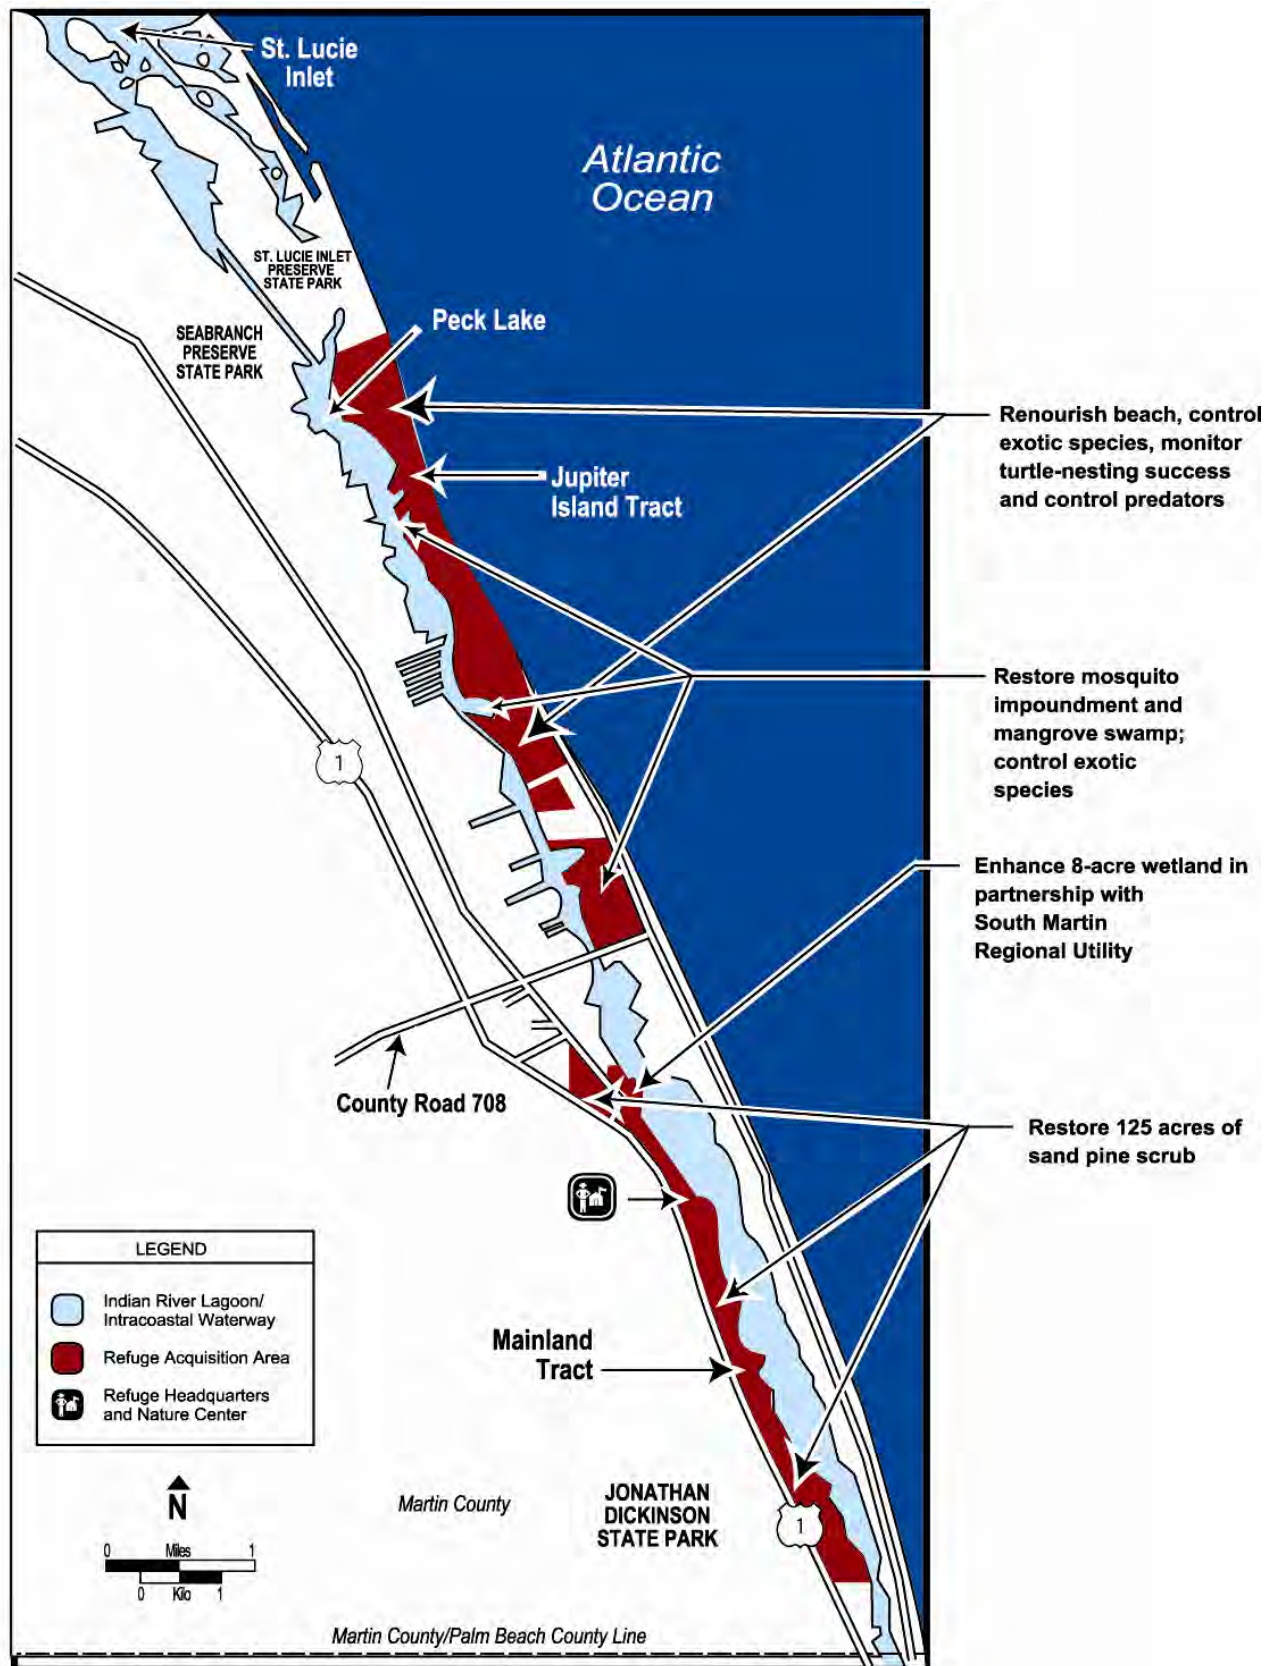 St. Lucie
Inlet
Atlantic
Ocean
ST. LUCIE INLET
PRESERVE
STATE PARK
Peck Lake
SEABRANCH
PRESERVE
STATE PARK
Renourish beach, control
exotic species, monitor
turtle-nesting success
and control predators
Jupiter
Island Tract
Restore mosquito
impoundment and
mangrove swamp;
control exotic
species
1
Enhance 8-acre wetland in
partnership with
South Martin
Regional Utility
County Road 708
Restore 125 acres of
sand pine scrub
LEGEND
Indian River Lagoon/
Intracoastal Waterway
Refuge Acquisition Area
Refuge Headquarters
and Nature Center
Mainland
Tract
N
Martin County
JONATHAN
DICKINSON
STATE PARK
1
0 Miles 1
0 Kilo 1
Martin County/Palm Beach County Line